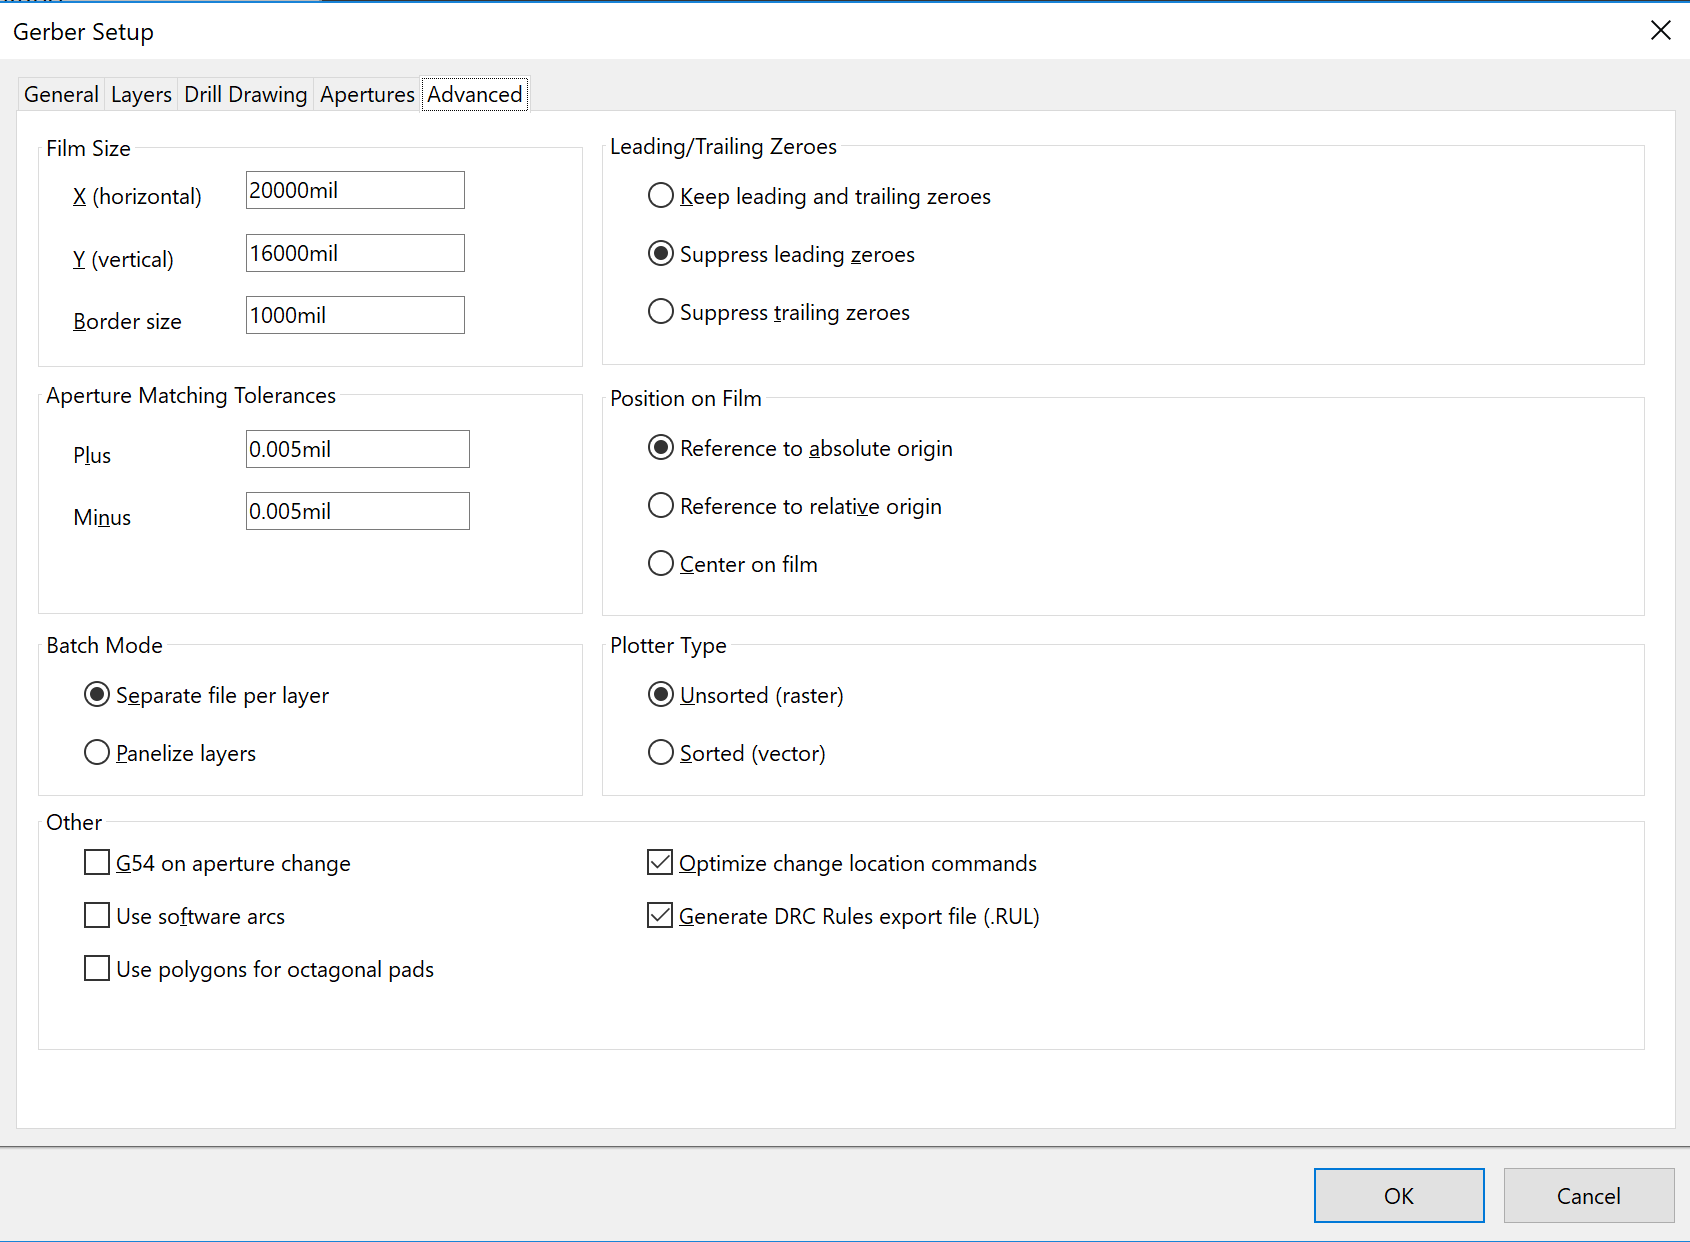 Gerber Setup
General Layers Drill Drawing Apertures Advanced
Film Size
X (horizontal) 20000mil
Y (vertical) 16000mil
Border size 1000mil
Leading/Trailing Zeroes
Keep leading and trailing zeroes
Suppress leading zeroes
Suppress trailing zeroes
Aperture Matching Tolerances
Plus 0.005mil
Minus 0.005mil
Position on Film
Reference to absolute origin
Reference to relative origin
Center on film
Batch Mode
Separate file per layer
Panelize layers
Plotter Type
Unsorted (raster)
Sorted (vector)
Other
G54 on aperture change
Use software arcs
Use polygons for octagonal pads
Optimize change location commands
Generate DRC Rules export file (.RUL)
OK Cancel